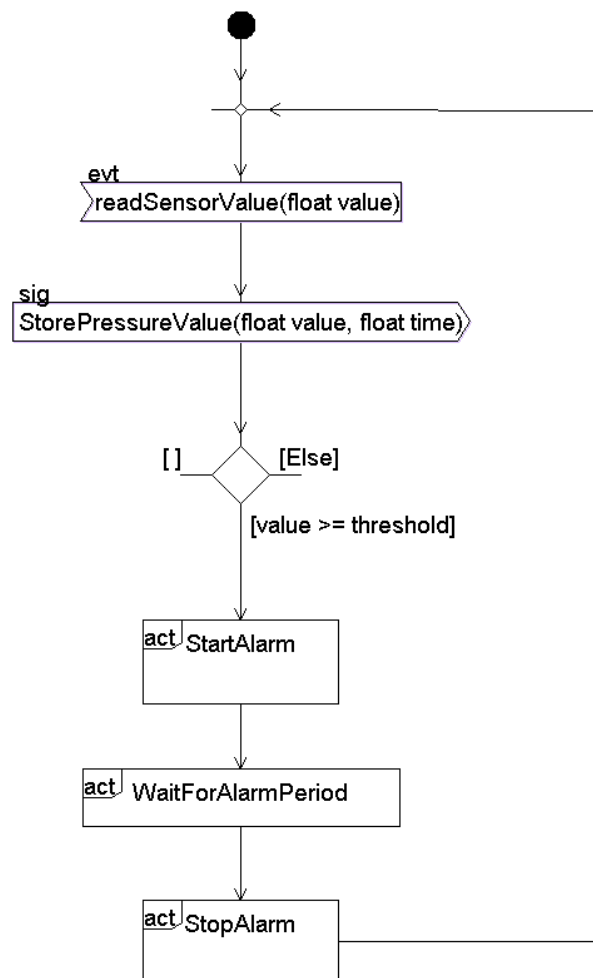 evt
readSensorValue(float value)
sig
StorePressureValue(float value, float time)
[ ]
[Else]
[value >= threshold]
act
StartAlarm
act
WaitForAlarmPeriod
act
StopAlarm